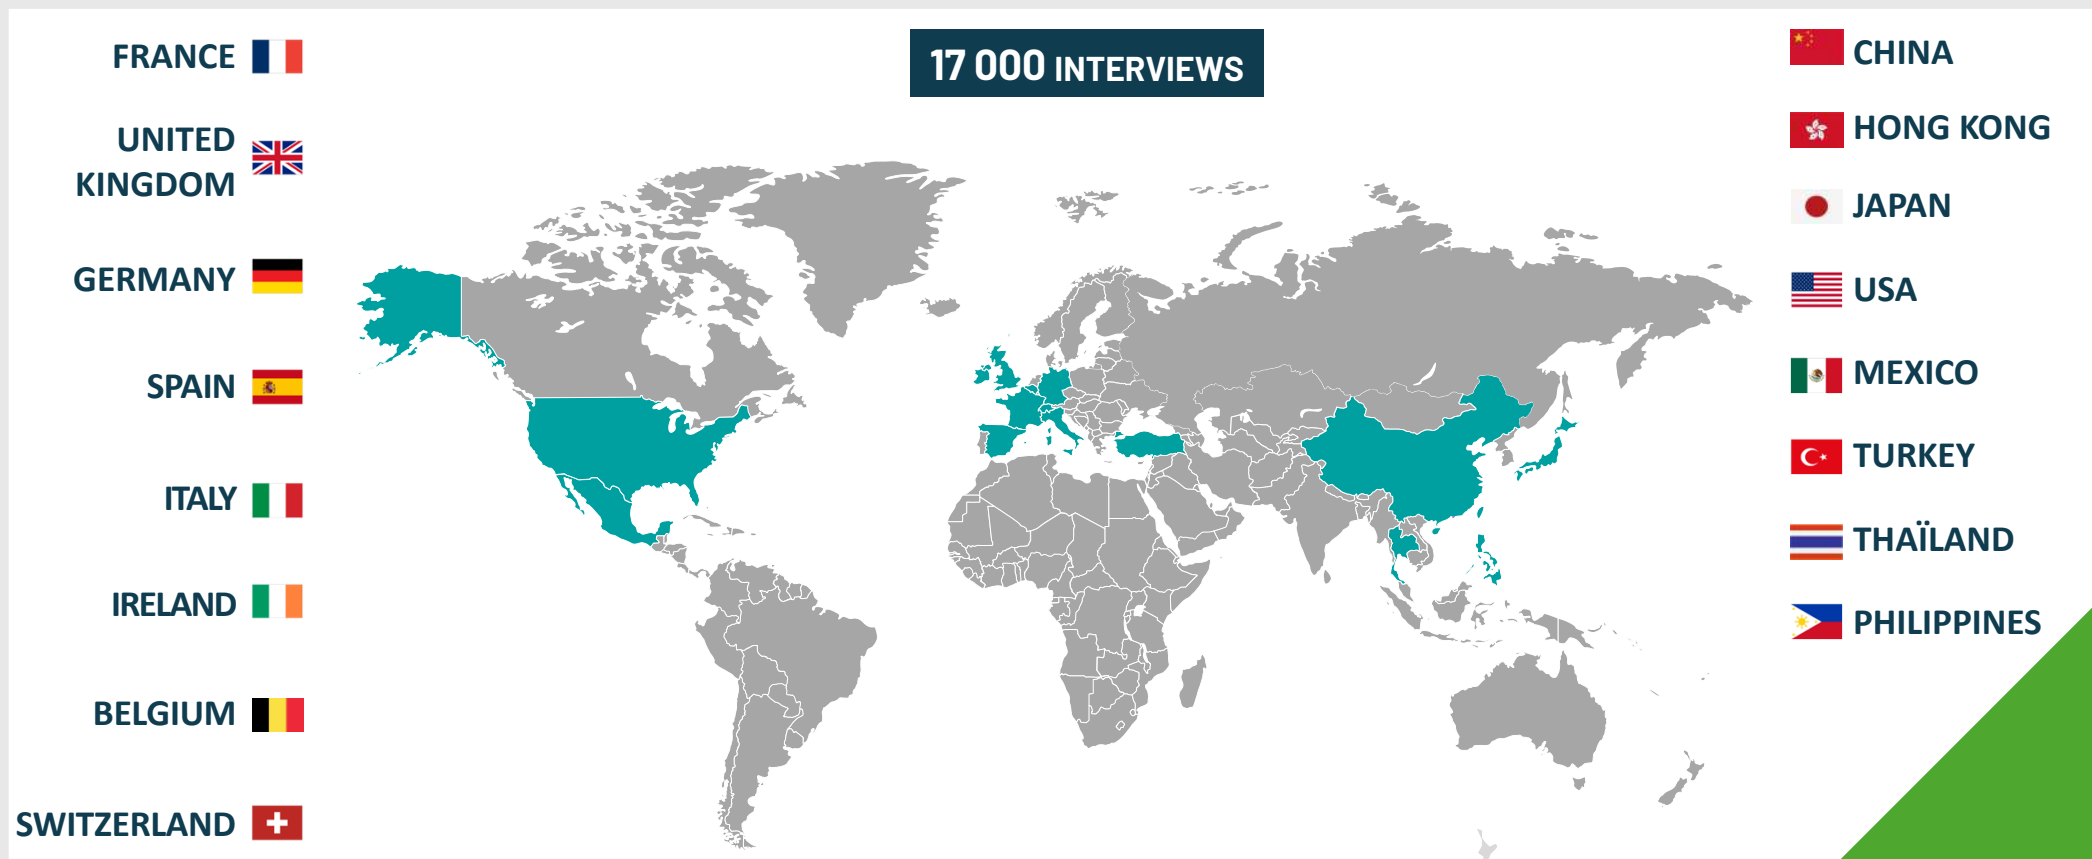 FRANCE
UNITED
KINGDOM
GERMANY
SPAIN
ITALY
IRELAND
BELGIUM
SWITZERLAND
17 000 INTERVIEWS
CHINA
HONG KONG
JAPAN
USA
MEXICO
TURKEY
THAÏLAND
PHILIPPINES